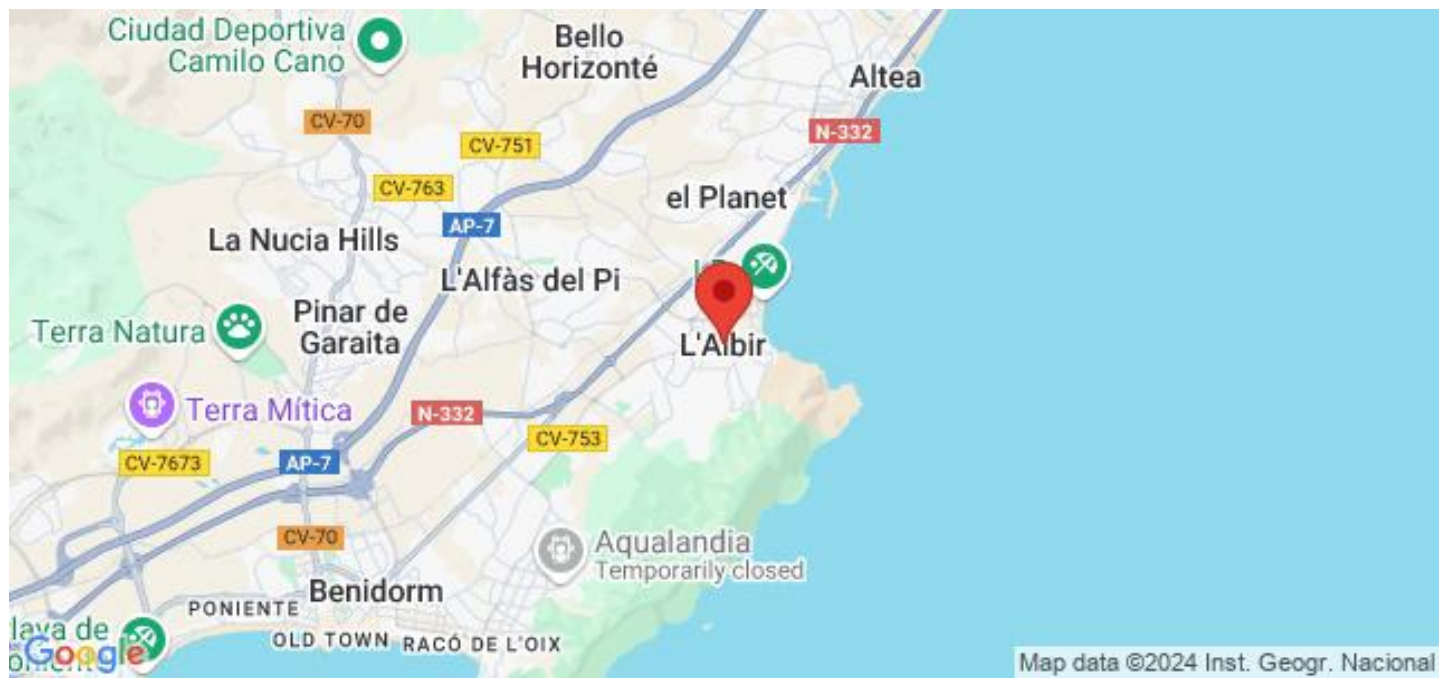 Ciudad Deportiva
Camilo Cano
Bello
Horizonté
Altea
CV-70
N-332
CV-751
CV-763
el Planet
AP-7
La Nucia Hills
L'Alfàs del Pi
Pinar de
Garaita
Terra Natura
L'Albir
Terra Mítica
N-332
CV-753
CV-7673
AP-7
CV-70
Aqualandia
Temporarily closed
Benidorm
PONIENTE
OLD TOWN
RACÓ DE L'OIX
Google
Map data ©2024 Inst. Geogr. Nacional